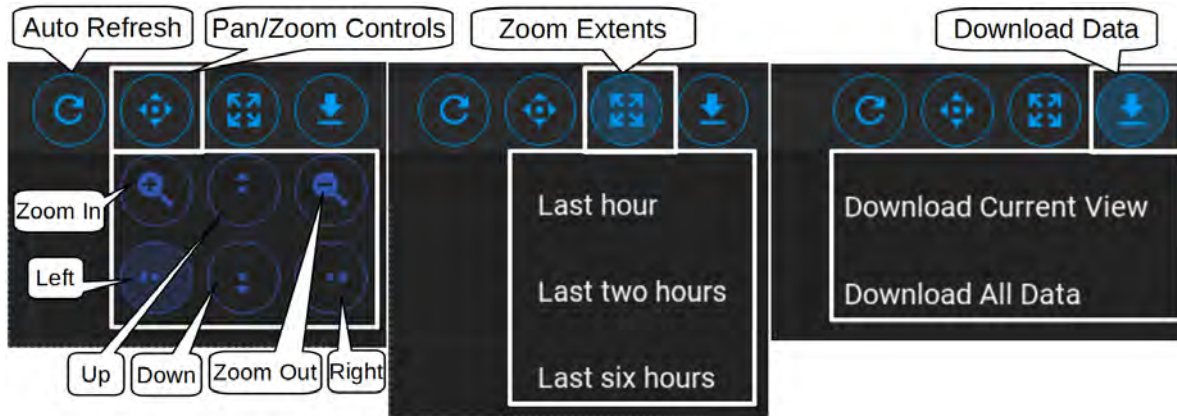 Auto Refresh
Pan/Zoom Controls
Zoom Extents
Download Data
Zoom In
Left
Up
Down
Zoom Out
Right
Last hour
Last two hours
Last six hours
Download Current View
Download All Data